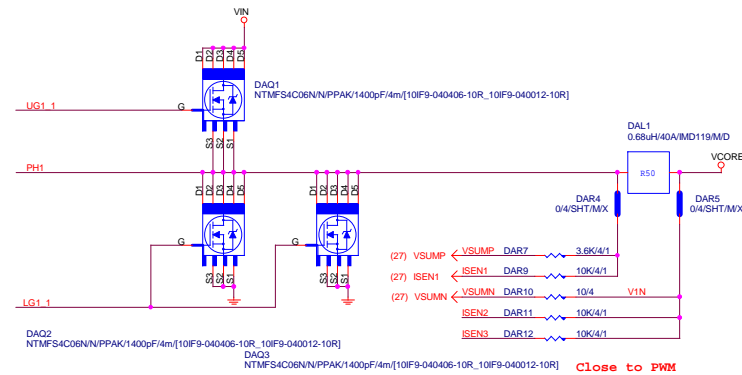 VIN
D1 D2 D3 D4 D5
DAQ1
NTMFS4C06N/N/PPAK/1400pF/4m/[10IF9-040406-10R_10IF9-040012-10R]
UG1_1
G
S3 S2 S1
DAL1
0.68uH/40A/IMD119/M/D
VCORE
PH1
R50
D1 D2 D3 D4 D5
D1 D2 D3 D4 D5
DAR4
0/4/SHT/M/X
DAR5
0/4/SHT/M/X
G
G
(27) VSUMP VSUMP DAR7 3.6K/4/1
S3 S2 S1
S3 S2 S1
(27) ISEN1 ISEN1 DAR9 10K/4/1
(27) VSUMN VSUMN DAR10 10/4 V1N
LG1_1
ISEN2 DAR11 10K/4/1
ISEN3 DAR12 10K/4/1
DAQ2
NTMFS4C06N/N/PPAK/1400pF/4m/[10IF9-040406-10R_10IF9-040012-10R]
DAQ3
NTMFS4C06N/N/PPAK/1400pF/4m/[10IF9-040406-10R_10IF9-040012-10R]
Close to PWM